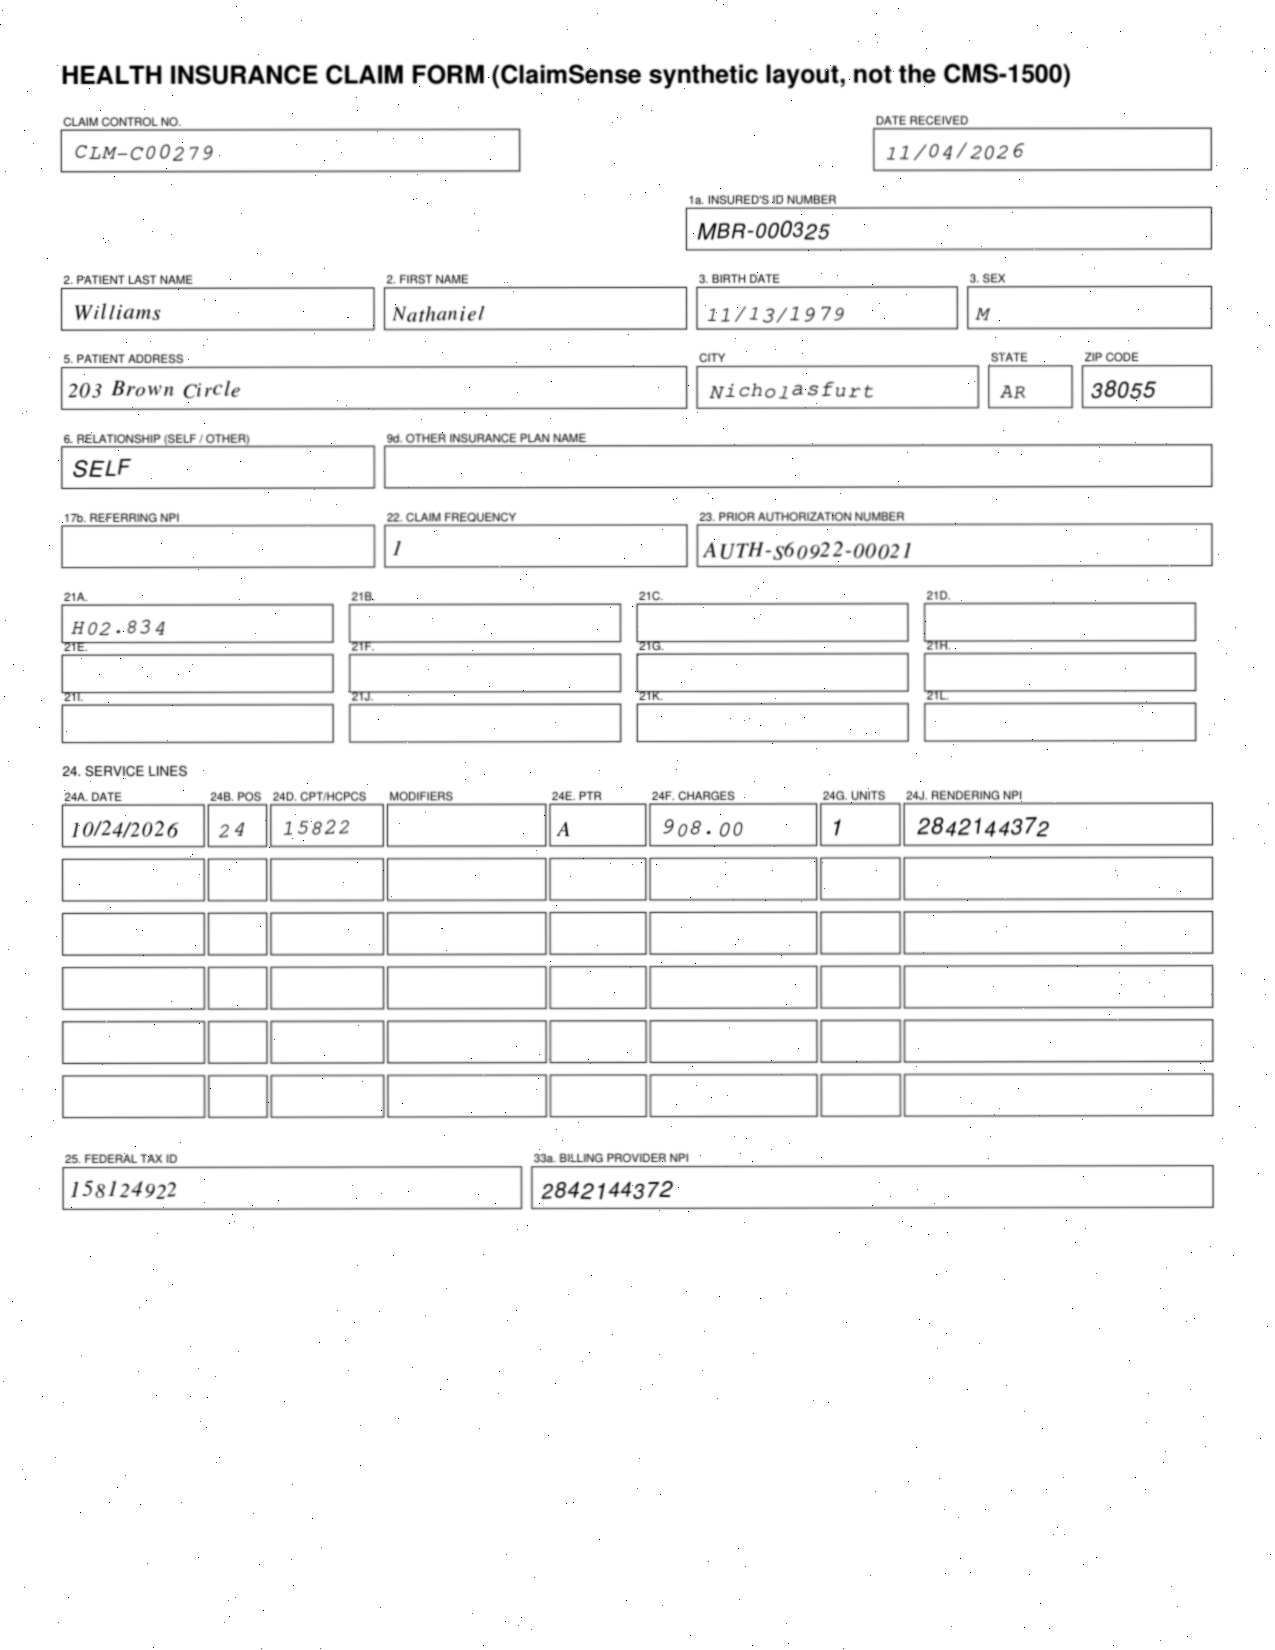 HEALTH INSURANCE CLAIM FORM (ClaimSense synthetic layout, not the CMS-1500)
CLAIM CONTROL NO. DATE RECEIVED
CLM-C00279 11/04/2026
1a. INSURED'S ID NUMBER
MBR-000325
2. PATIENT LAST NAME 2. FIRST NAME 3. BIRTH DATE 3. SEX
Williams Nathaniel 11/13/1979 M
5. PATIENT ADDRESS CITY STATE ZIP CODE
203 Brown Circle Nicholasfurt AR 38055
6. RELATIONSHIP (SELF / OTHER) 9d. OTHER INSURANCE PLAN NAME
SELF
17b. REFERRING NPI 22. CLAIM FREQUENCY 23. PRIOR AUTHORIZATION NUMBER
1 AUTH-S60922-00021
21A. 21B. 21C. 21D.
H02.834
21E. 21F. 21G. 21H.
21I. 21J. 21K. 21L.
24. SERVICE LINES
24A. DATE 24B. POS 24D. CPT/HCPCS MODIFIERS 24E. PTR 24F. CHARGES 24G. UNITS 24J. RENDERING NPI
10/24/2026 24 15822 A 908.00 1 2842144372
25. FEDERAL TAX ID 33a. BILLING PROVIDER NPI
158124922 2842144372